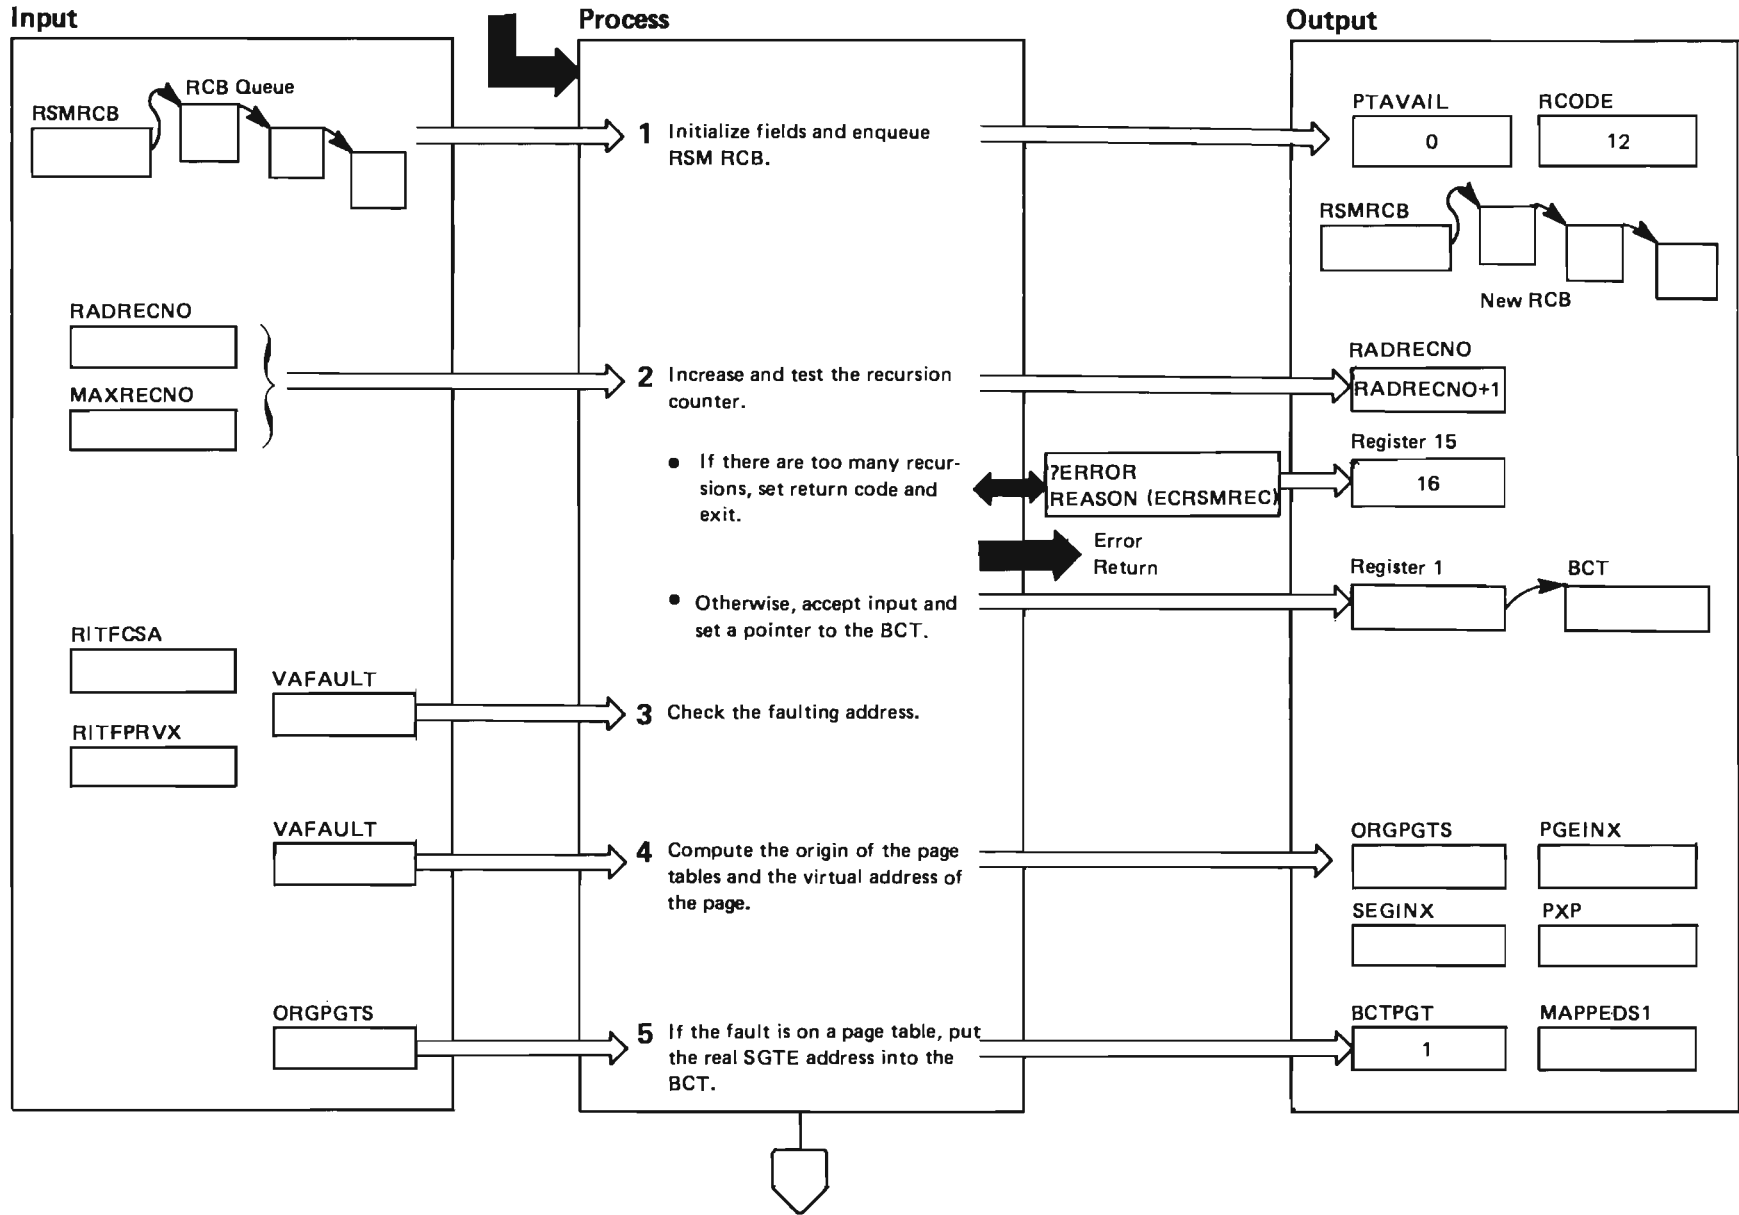 Input
Process
Output
RCB Queue
RSMRCB
1 Initialize fields and enqueue
RSM RCB.
PTAVAIL
0
RCODE
12
RSMRCB
New RCB
RADRECNO
MAXRECNO
2 Increase and test the recursion
counter.
RADRECNO
RADRECNO+1
• If there are too many recur-
sions, set return code and
exit.
?ERROR
REASON (ECRSMREC)
Register 15
16
Error
Return
• Otherwise, accept input and
set a pointer to the BCT.
Register 1
BCT
RITFCSA
RITFPRVX
VAFAULT
3 Check the faulting address.
VAFAULT
4 Compute the origin of the page
tables and the virtual address of
the page.
ORGPGTS
PGEINX
SEGINX
PXP
ORGPGTS
5 If the fault is on a page table, put
the real SGTE address into the
BCT.
BCTPGT
1
MAPPEDS1